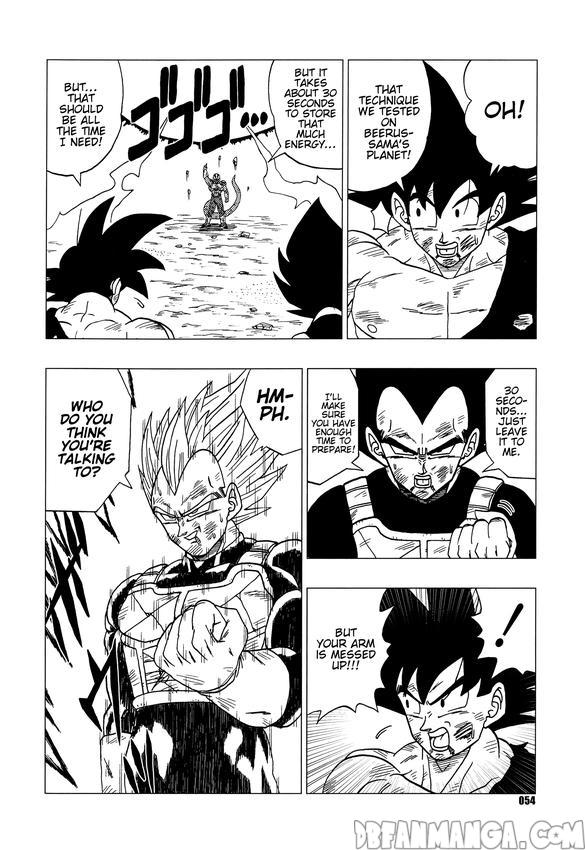 OH!
THAT
TECHNIQUE
WE TESTED
ON
BEERUS-
SAMA'S
PLANET!
BUT IT
TAKES
ABOUT 30
SECONDS
TO STORE
THAT
MUCH
ENERGY...
ゴゴゴ...
BUT...
THAT
SHOULD
BE ALL
THE TIME
I NEED!
30
SECO-
NDS...
JUST
LEAVE IT
TO ME.
I'LL
MAKE
SURE
YOU HAVE
ENOUGH
TIME TO
PREPARE!
!
BUT
YOUR ARM
IS MESSED
UP!!!
HM-
PH.
WHO
DO YOU
THINK
YOU'RE
TALKING
TO?
054
DBFANMANGA.COM